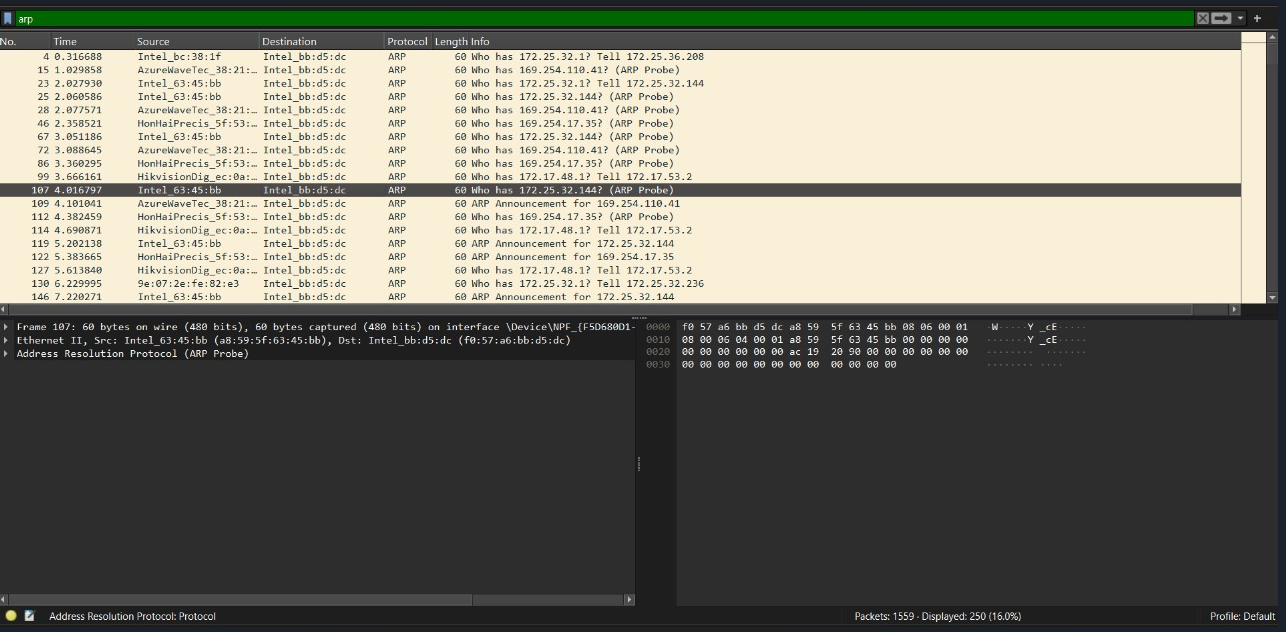 arp
No. Time Source Destination Protocol Length Info
4 0.316688 Intel_bc:38:1f Intel_bb:d5:dc ARP 60 Who has 172.25.32.1? Tell 172.25.36.208
15 1.029858 AzureWaveTec_38:21:… Intel_bb:d5:dc ARP 60 Who has 169.254.110.41? (ARP Probe)
23 2.027930 Intel_63:45:bb Intel_bb:d5:dc ARP 60 Who has 172.25.32.1? Tell 172.25.32.144
25 2.060586 Intel_63:45:bb Intel_bb:d5:dc ARP 60 Who has 172.25.32.144? (ARP Probe)
28 2.077571 AzureWaveTec_38:21:… Intel_bb:d5:dc ARP 60 Who has 169.254.110.41? (ARP Probe)
46 2.358521 HonHaiPrecis_5f:53:… Intel_bb:d5:dc ARP 60 Who has 169.254.17.35? (ARP Probe)
67 3.051186 Intel_63:45:bb Intel_bb:d5:dc ARP 60 Who has 172.25.32.144? (ARP Probe)
72 3.088645 AzureWaveTec_38:21:… Intel_bb:d5:dc ARP 60 Who has 169.254.110.41? (ARP Probe)
86 3.360295 HonHaiPrecis_5f:53:… Intel_bb:d5:dc ARP 60 Who has 169.254.17.35? (ARP Probe)
99 3.666161 HikvisionDig_ec:0a:… Intel_bb:d5:dc ARP 60 Who has 172.17.48.1? Tell 172.17.53.2
107 4.016797 Intel_63:45:bb Intel_bb:d5:dc ARP 60 Who has 172.25.32.144? (ARP Probe)
109 4.101041 AzureWaveTec_38:21:… Intel_bb:d5:dc ARP 60 ARP Announcement for 169.254.110.41
112 4.382459 HonHaiPrecis_5f:53:… Intel_bb:d5:dc ARP 60 Who has 169.254.17.35? (ARP Probe)
114 4.690871 HikvisionDig_ec:0a:… Intel_bb:d5:dc ARP 60 Who has 172.17.48.1? Tell 172.17.53.2
119 5.202138 Intel_63:45:bb Intel_bb:d5:dc ARP 60 ARP Announcement for 172.25.32.144
122 5.383665 HonHaiPrecis_5f:53:… Intel_bb:d5:dc ARP 60 ARP Announcement for 169.254.17.35
127 5.613840 HikvisionDig_ec:0a:… Intel_bb:d5:dc ARP 60 Who has 172.17.48.1? Tell 172.17.53.2
130 6.229995 9e:07:2e:fe:82:e3 Intel_bb:d5:dc ARP 60 Who has 172.25.32.1? Tell 172.25.32.236
146 7.220271 Intel_63:45:bb Intel_bb:d5:dc ARP 60 ARP Announcement for 172.25.32.144
Frame 107: 60 bytes on wire (480 bits), 60 bytes captured (480 bits) on interface \Device\NPF_{F5D680D1-
Ethernet II, Src: Intel_63:45:bb (a8:59:5f:63:45:bb), Dst: Intel_bb:d5:dc (f0:57:a6:bb:d5:dc)
Address Resolution Protocol (ARP Probe)
0000 f0 57 a6 bb d5 dc a8 59 5f 63 45 bb 08 06 00 01 ·W·····Y _cE·····
0010 08 00 06 04 00 01 a8 59 5f 63 45 bb 00 00 00 00 ·······Y _cE·····
0020 00 00 00 00 00 00 ac 19 20 90 00 00 00 00 00 00 ········ ········
0030 00 00 00 00 00 00 00 00 00 00 00 00 ········ ····
Address Resolution Protocol: Protocol
Packets: 1559 · Displayed: 250 (16.0%)
Profile: Default